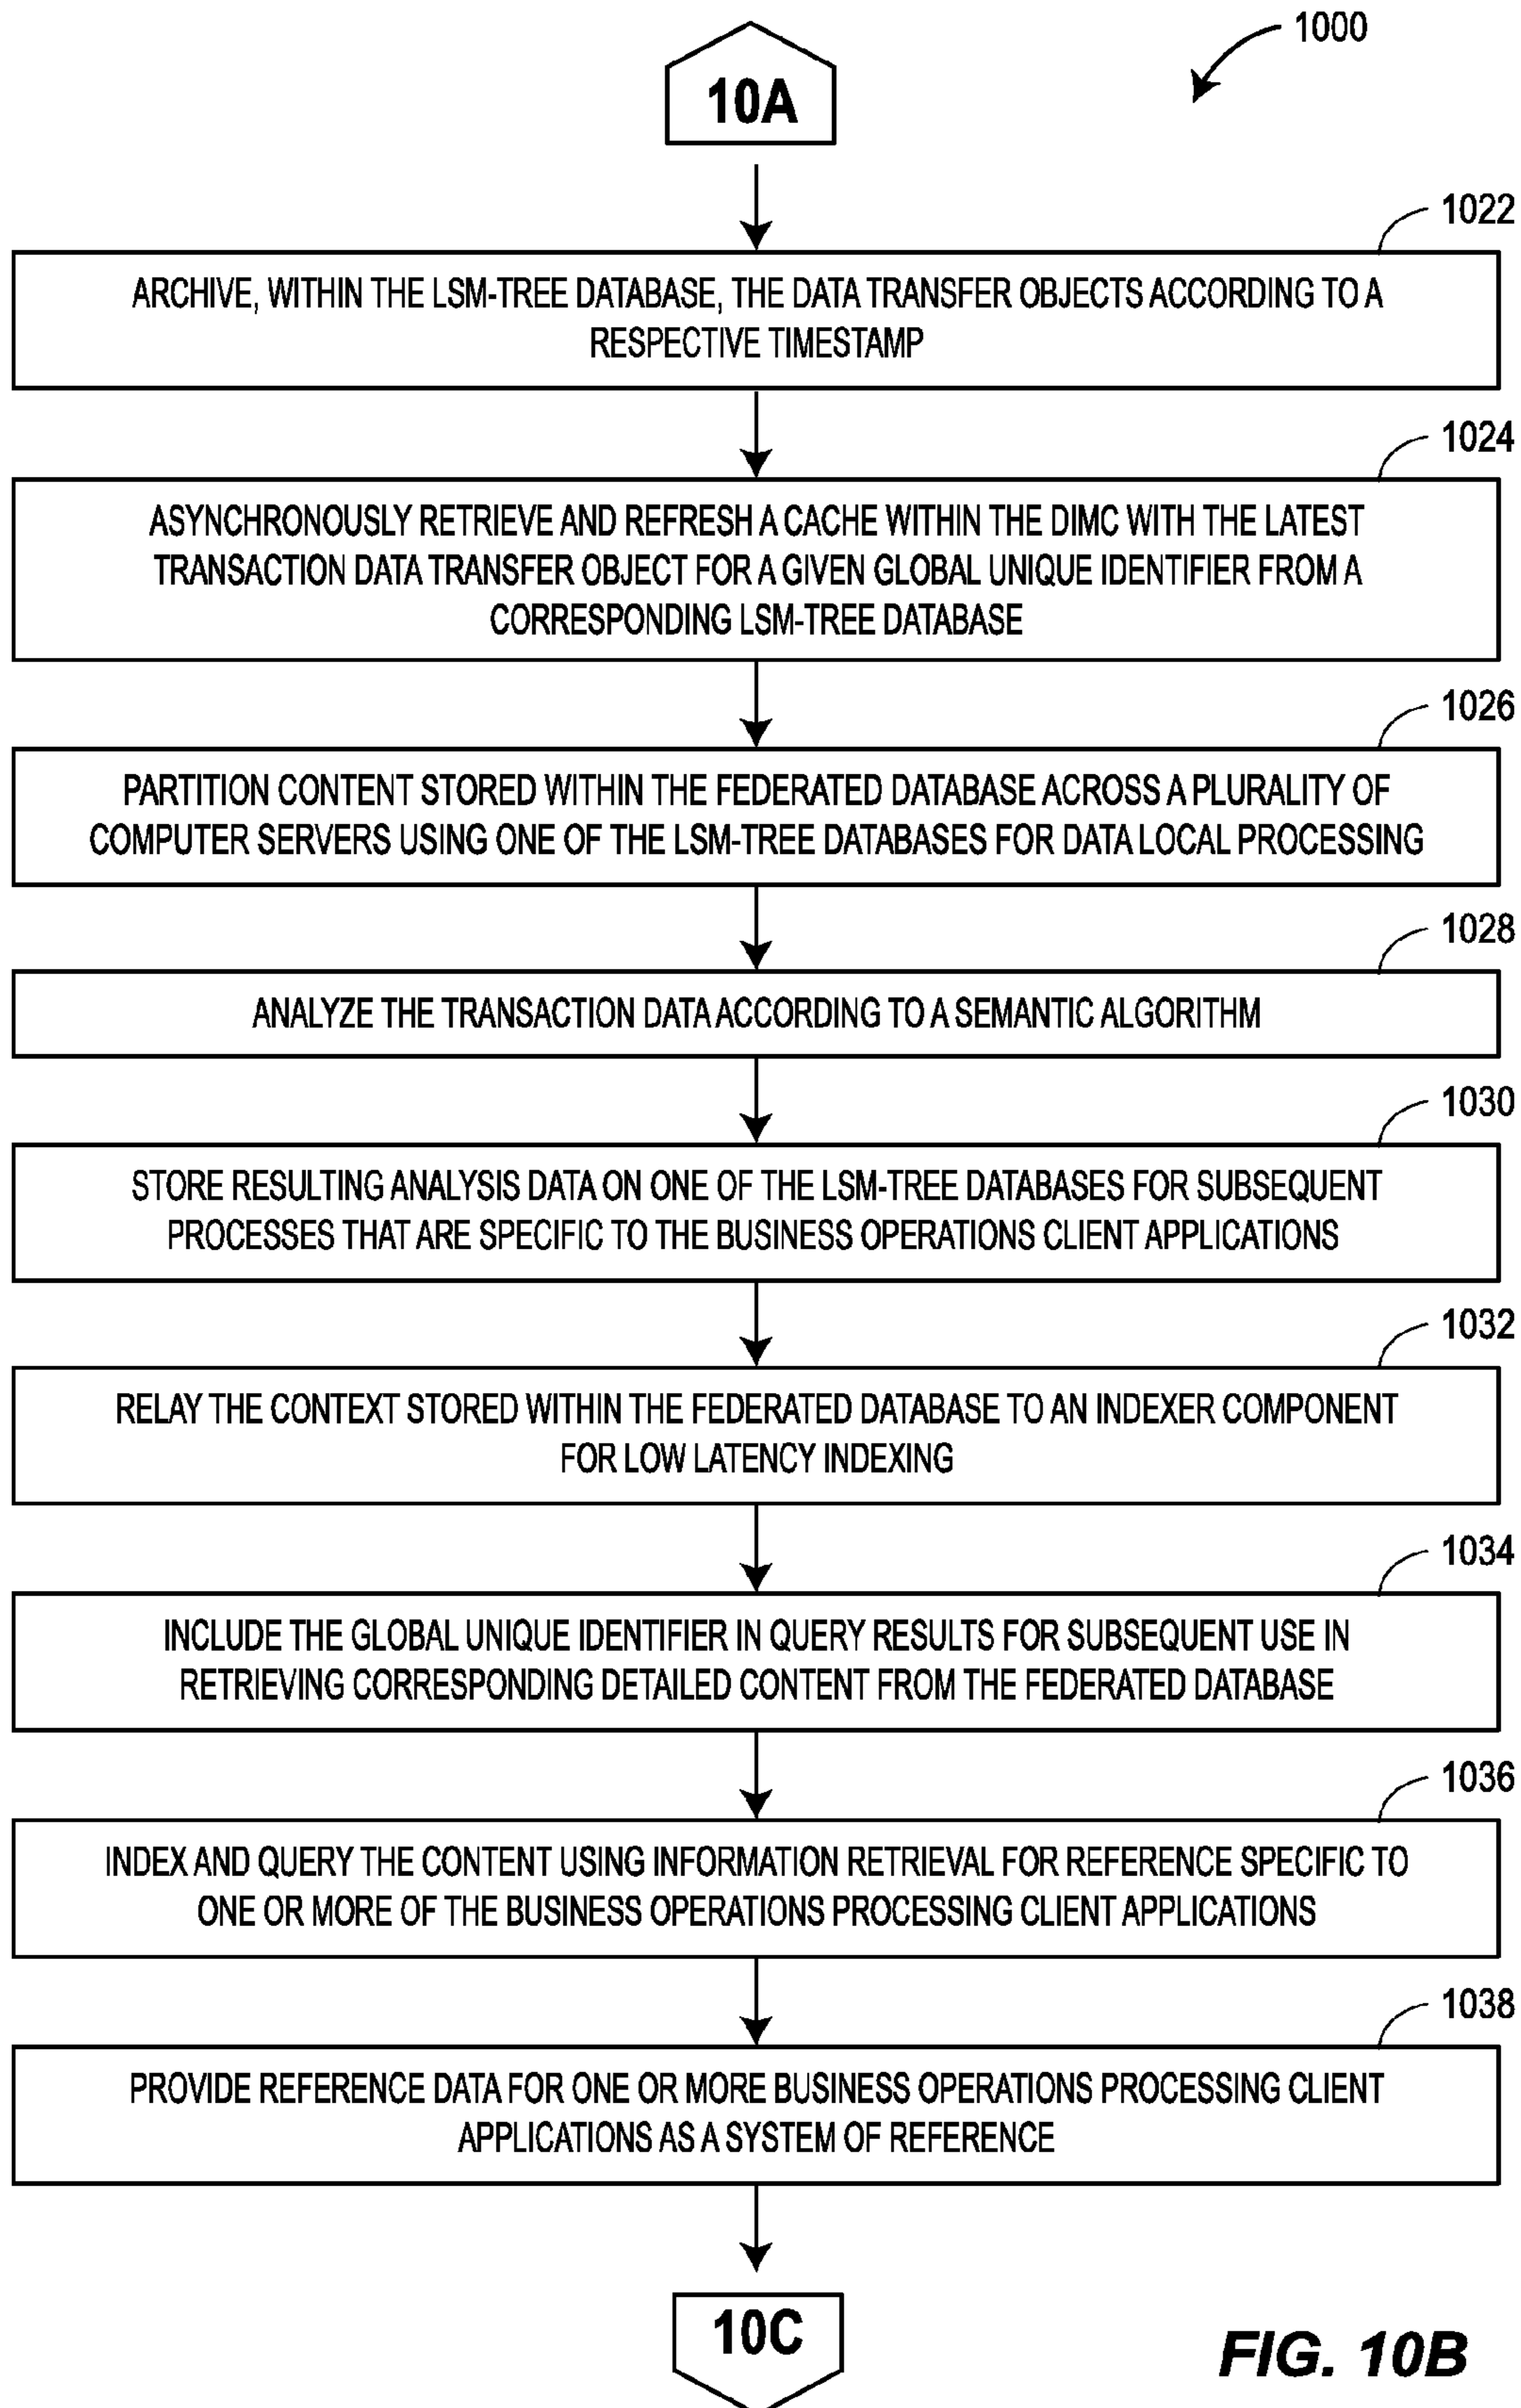 1000
10A
1022
ARCHIVE, WITHIN THE LSM-TREE DATABASE, THE DATA TRANSFER OBJECTS ACCORDING TO A
RESPECTIVE TIMESTAMP
1024
ASYNCHRONOUSLY RETRIEVE AND REFRESH A CACHE WITHIN THE DIMC WITH THE LATEST
TRANSACTION DATA TRANSFER OBJECT FOR A GIVEN GLOBAL UNIQUE IDENTIFIER FROM A
CORRESPONDING LSM-TREE DATABASE
1026
PARTITION CONTENT STORED WITHIN THE FEDERATED DATABASE ACROSS A PLURALITY OF
COMPUTER SERVERS USING ONE OF THE LSM-TREE DATABASES FOR DATA LOCAL PROCESSING
1028
ANALYZE THE TRANSACTION DATA ACCORDING TO A SEMANTIC ALGORITHM
1030
STORE RESULTING ANALYSIS DATA ON ONE OF THE LSM-TREE DATABASES FOR SUBSEQUENT
PROCESSES THAT ARE SPECIFIC TO THE BUSINESS OPERATIONS CLIENT APPLICATIONS
1032
RELAY THE CONTEXT STORED WITHIN THE FEDERATED DATABASE TO AN INDEXER COMPONENT
FOR LOW LATENCY INDEXING
1034
INCLUDE THE GLOBAL UNIQUE IDENTIFIER IN QUERY RESULTS FOR SUBSEQUENT USE IN
RETRIEVING CORRESPONDING DETAILED CONTENT FROM THE FEDERATED DATABASE
1036
INDEX AND QUERY THE CONTENT USING INFORMATION RETRIEVAL FOR REFERENCE SPECIFIC TO
ONE OR MORE OF THE BUSINESS OPERATIONS PROCESSING CLIENT APPLICATIONS
1038
PROVIDE REFERENCE DATA FOR ONE OR MORE BUSINESS OPERATIONS PROCESSING CLIENT
APPLICATIONS AS A SYSTEM OF REFERENCE
10C
FIG. 10B